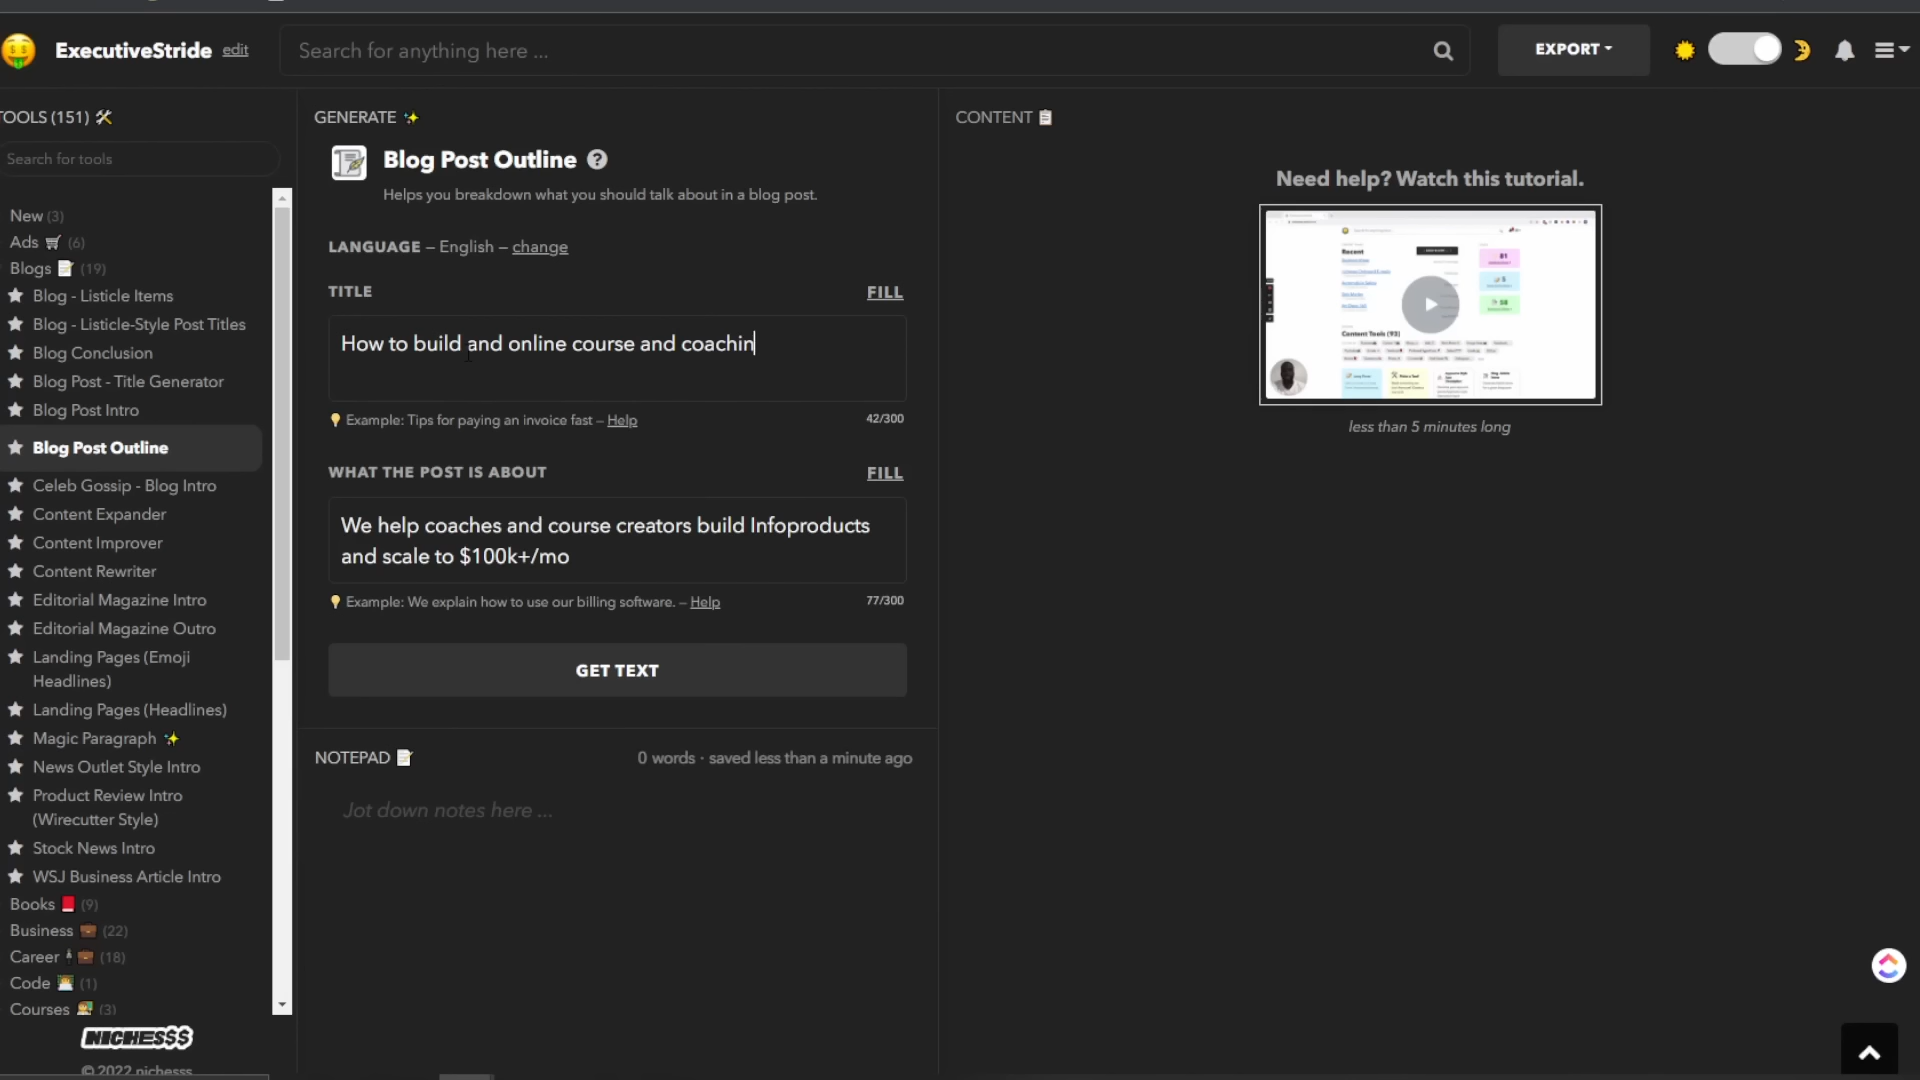 ExecutiveStride edit
Search for anything here ...
EXPORT
TOOLS (151)
Search for tools
New (3)
Ads (6)
Blogs (19)
Blog - Listicle Items
Blog - Listicle-Style Post Titles
Blog Conclusion
Blog Post - Title Generator
Blog Post Intro
Blog Post Outline
Celeb Gossip - Blog Intro
Content Expander
Content Improver
Content Rewriter
Editorial Magazine Intro
Editorial Magazine Outro
Landing Pages (Emoji
Headlines)
Landing Pages (Headlines)
Magic Paragraph
News Outlet Style Intro
Product Review Intro
(Wirecutter Style)
Stock News Intro
WSJ Business Article Intro
Books (9)
Business (22)
Career (18)
Code (1)
Courses (3)
NICHES$$
© 2022 nichesss
GENERATE
Blog Post Outline ?
Helps you breakdown what you should talk about in a blog post.
LANGUAGE – English – change
TITLE FILL
How to build and online course and coachin
Example: Tips for paying an invoice fast – Help 42/300
WHAT THE POST IS ABOUT FILL
We help coaches and course creators build Infoproducts
and scale to $100k+/mo
Example: We explain how to use our billing software. – Help 77/300
GET TEXT
NOTEPAD 0 words · saved less than a minute ago
Jot down notes here ...
CONTENT
Need help? Watch this tutorial.
Recent
81
5
58
Content Tools (93)
less than 5 minutes long